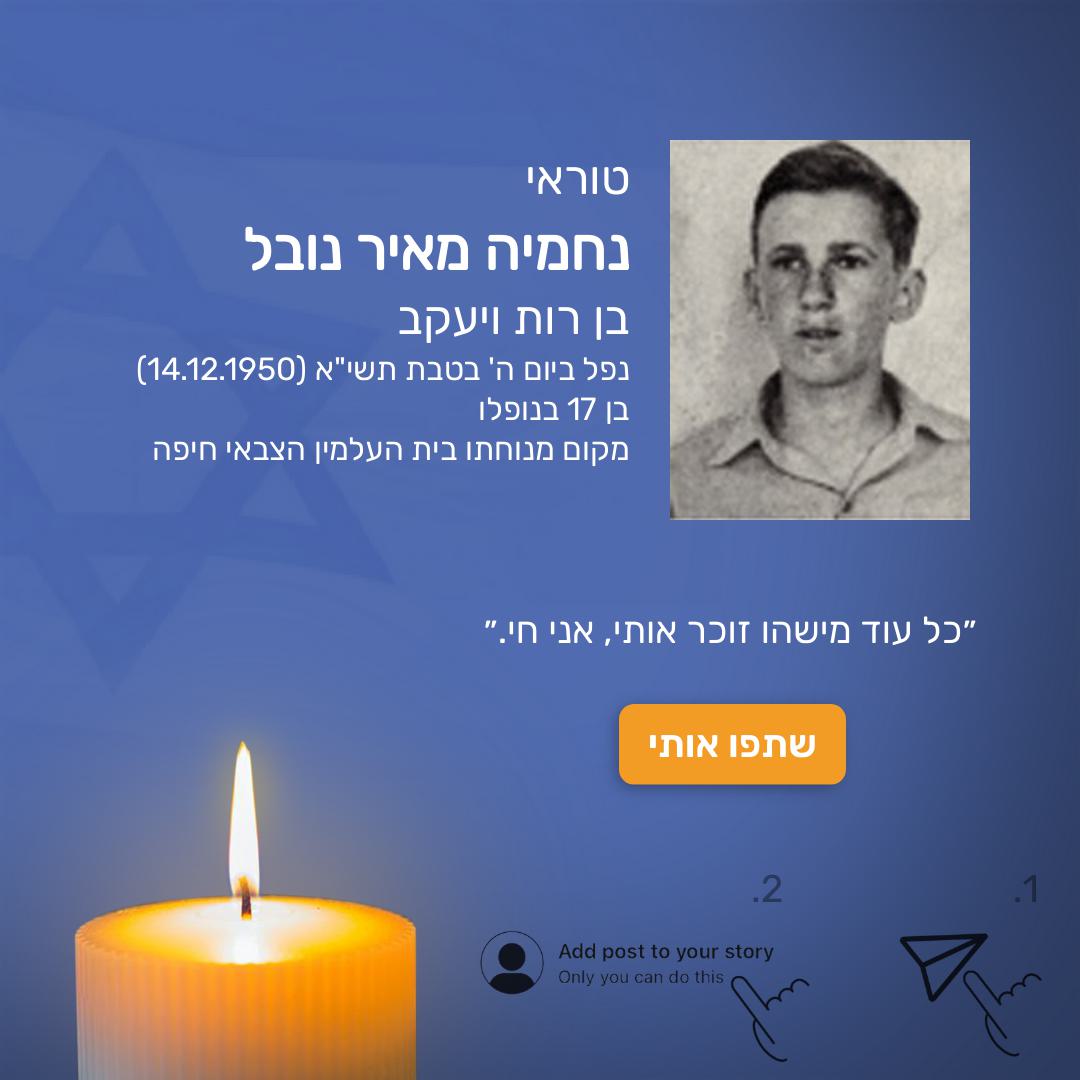 טוראי
נחמיה מאיר נובל
בן רות ויעקב
נפל ביום ה' בטבת תשי"א (14.12.1950)
בן 17 בנופלו
מקום מנוחתו בית העלמין הצבאי חיפה
״כל עוד מישהו זוכר אותי, אני חי.״
שתפו אותי
.1
.2
Add post to your story
Only you can do this